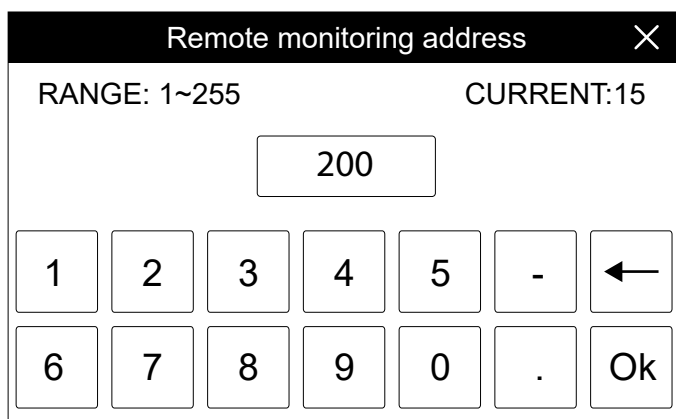 Remote monitoring address
RANGE: 1~255 CURRENT:15
200
1 2 3 4 5 -
6 7 8 9 0 . Ok